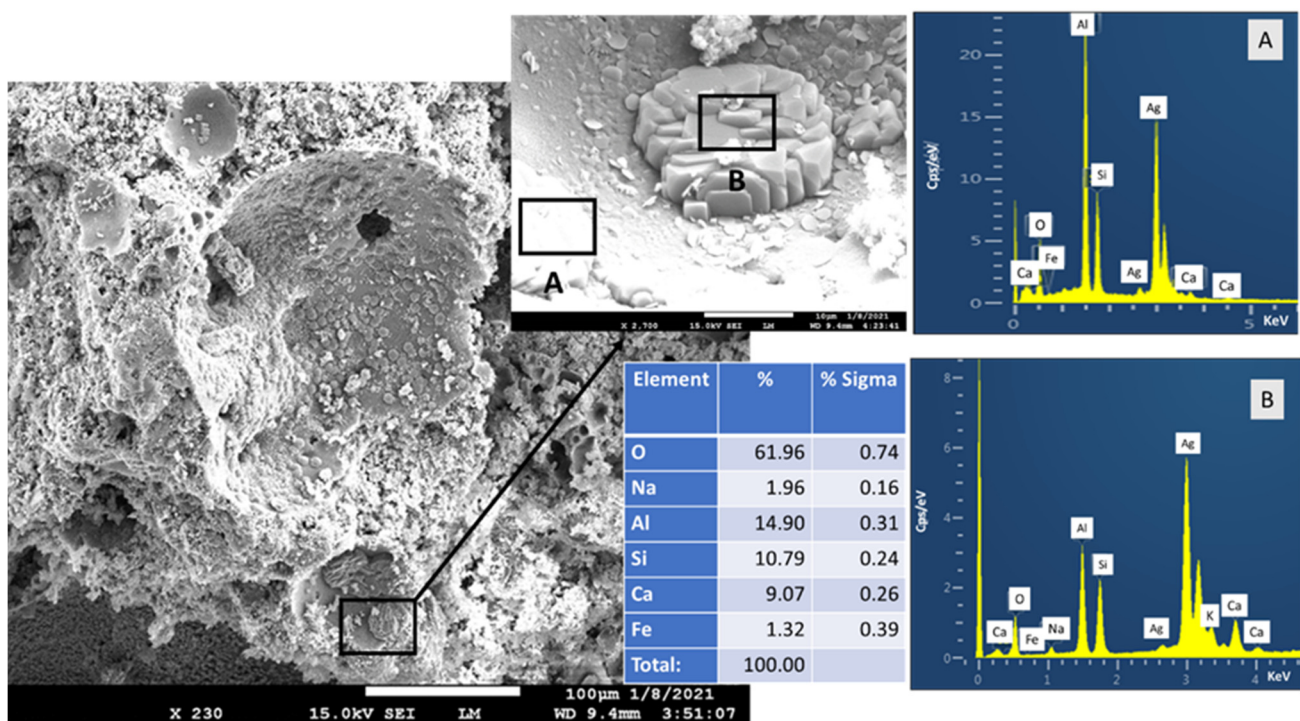 A
B
10µm 1/8/2021
X 2,700 15.0kV SEI LM WD 9.4mm 4:23:41
100µm 1/8/2021
X 230 15.0kV SEI LM WD 9.4mm 3:51:07
Element % % Sigma
O 61.96 0.74
Na 1.96 0.16
Al 14.90 0.31
Si 10.79 0.24
Ca 9.07 0.26
Fe 1.32 0.39
Total: 100.00
A
Cps/eV
20
15
10
5
0
Al
Ag
Si
O
Ca
Fe
Ag
Ca
Ca
0 5 KeV
B
Cps/eV
8
6
4
2
0
Ag
Al
Si
O
Ca
Fe
Na
Ag
K
Ca
Ca
0 1 2 3 4 KeV